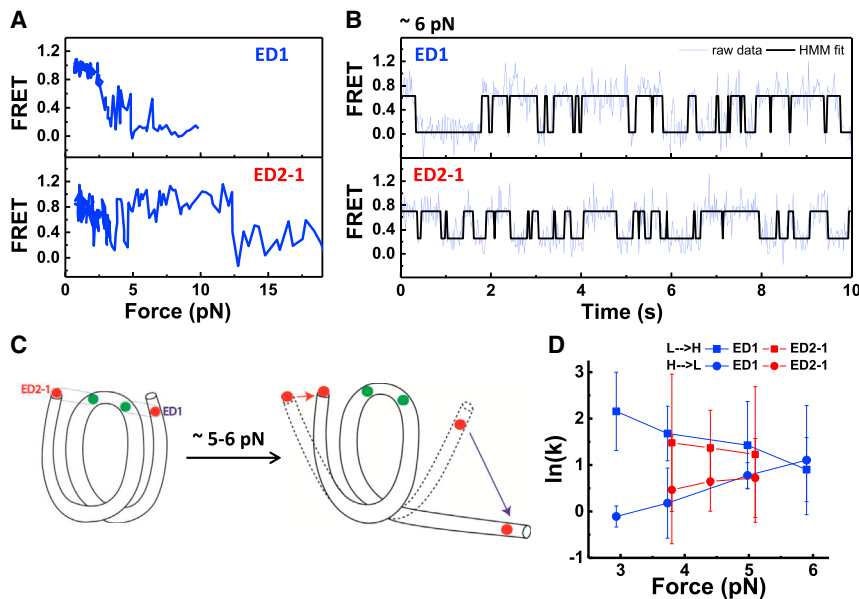 A
FRET
1.2
0.8
0.4
0.0
ED1
FRET
1.2
0.8
0.4
0.0
ED2-1
0 5 10 15
Force (pN)
B
~ 6 pN
ED1
raw data HMM fit
FRET
1.2
0.8
0.4
0.0
ED2-1
FRET
1.2
0.8
0.4
0.0
0 2 4 6 8 10
Time (s)
C
ED2-1
ED1
~ 5-6 pN
D
L-->H ED1 ED2-1
H-->L ED1 ED2-1
ln(k)
3
2
1
0
-1
3 4 5 6
Force (pN)